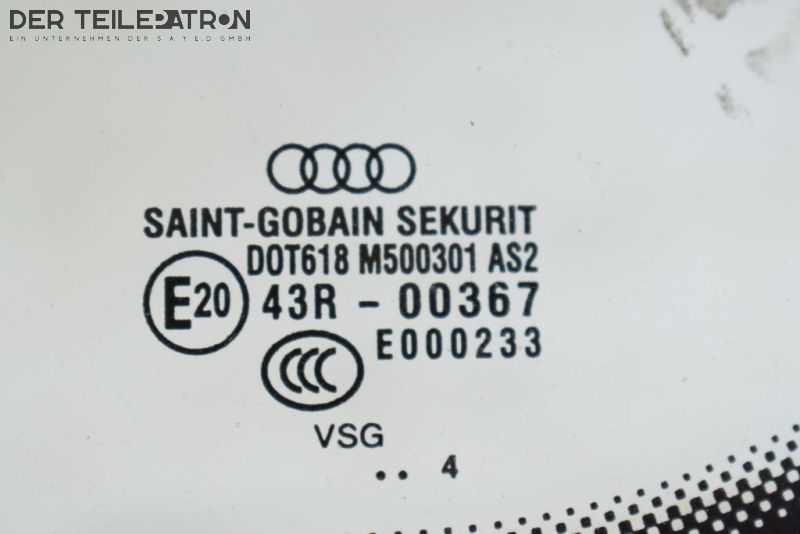 DER TEILEPATRON
EIN UNTERNEHMEN DER S A Y E.D GMBH
SAINT-GOBAIN SEKURIT
DOT618 M500301 AS2
E20 43R - 00367
E000233
CCC
VSG
.. 4